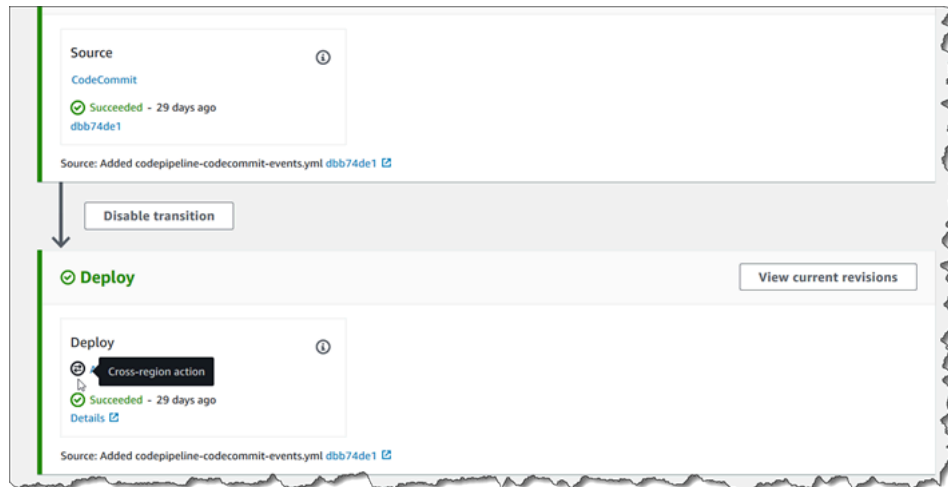 Source
CodeCommit
Succeeded - 29 days ago
dbb74de1
Source: Added codepipeline-codecommit-events.yml dbb74de1
Disable transition
Deploy
View current revisions
Deploy
Cross-region action
Succeeded - 29 days ago
Details
Source: Added codepipeline-codecommit-events.yml dbb74de1